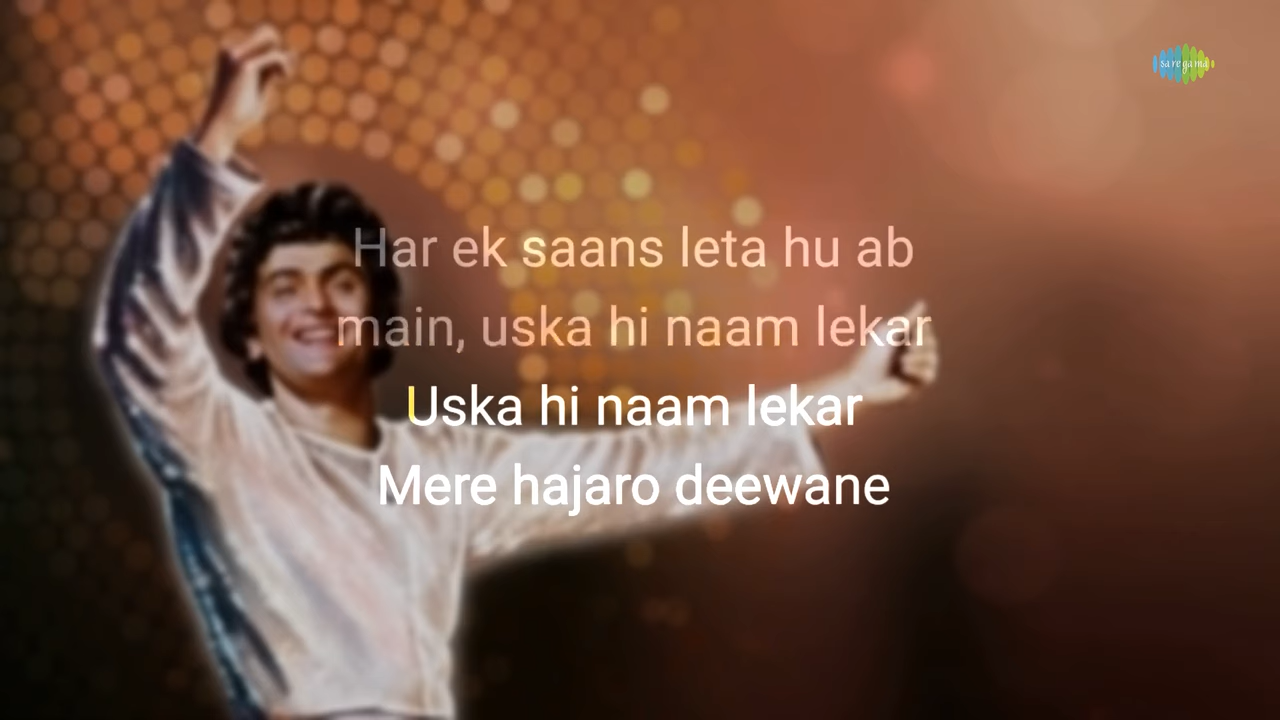 saregama
Har ek saans leta hu ab
main, uska hi naam lekar
Uska hi naam lekar
Mere hajaro deewane